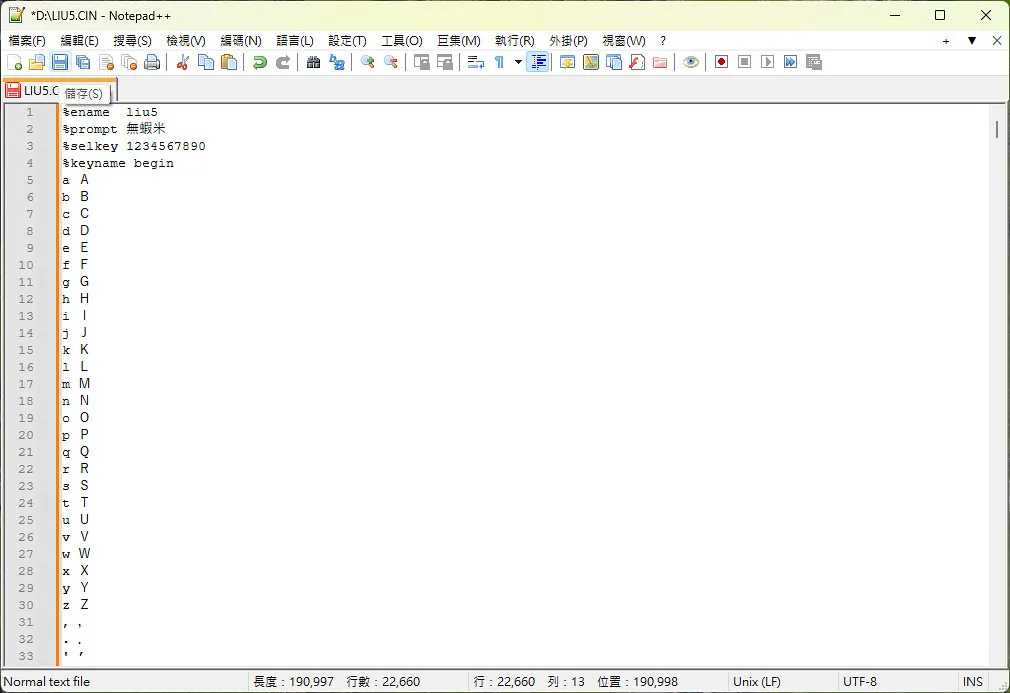 *D:\LIU5.CIN - Notepad++
檔案(F) 編輯(E) 搜尋(S) 檢視(V) 編碼(N) 語言(L) 設定(T) 工具(O) 巨集(M) 執行(R) 外掛(P) 視窗(W) ? + ▼ ×
LIU5.C
儲存(S)
1 %ename liu5
2 %prompt 無蝦米
3 %selkey 1234567890
4 %keyname begin
5 a A
6 b B
7 c C
8 d D
9 e E
10 f F
11 g G
12 h H
13 i I
14 j J
15 k K
16 l L
17 m M
18 n N
19 o O
20 p P
21 q Q
22 r R
23 s S
24 t T
25 u U
26 v V
27 w W
28 x X
29 y Y
30 z Z
31 , ,
32 . .
33 ' ′
Normal text file 長度：190,997 行數：22,660 行：22,660 列：13 位置：190,998 Unix (LF) UTF-8 INS